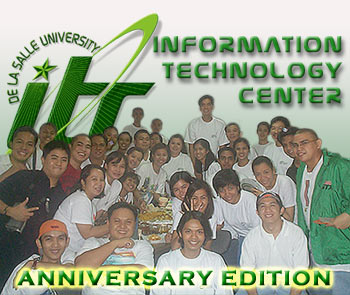 DE LA SALLE UNIVERSITY
itc
INFORMATION
TECHNOLOGY
CENTER
ANNIVERSARY EDITION